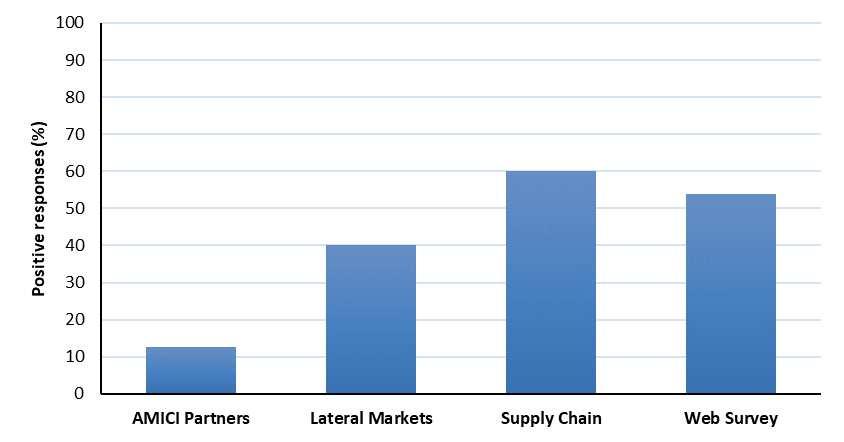 Positive responses (%)
100
90
80
70
60
50
40
30
20
10
0
AMICI Partners
Lateral Markets
Supply Chain
Web Survey